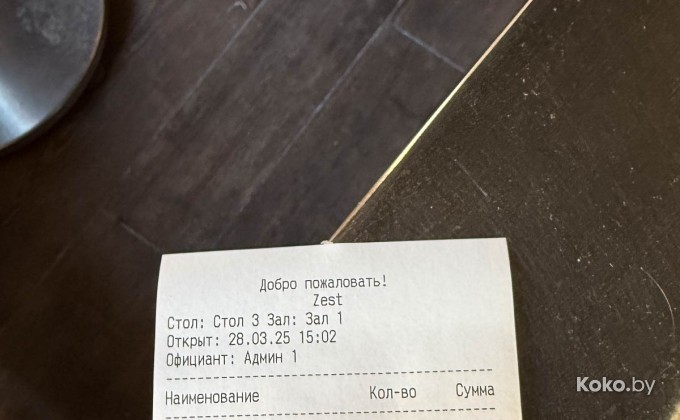 Добро пожаловать!
Zest
Стол: Стол 3 Зал: Зал 1
Открыт: 28.03.25 15:02
Официант: Админ 1
Наименование Кол-во Сумма
Koko.by